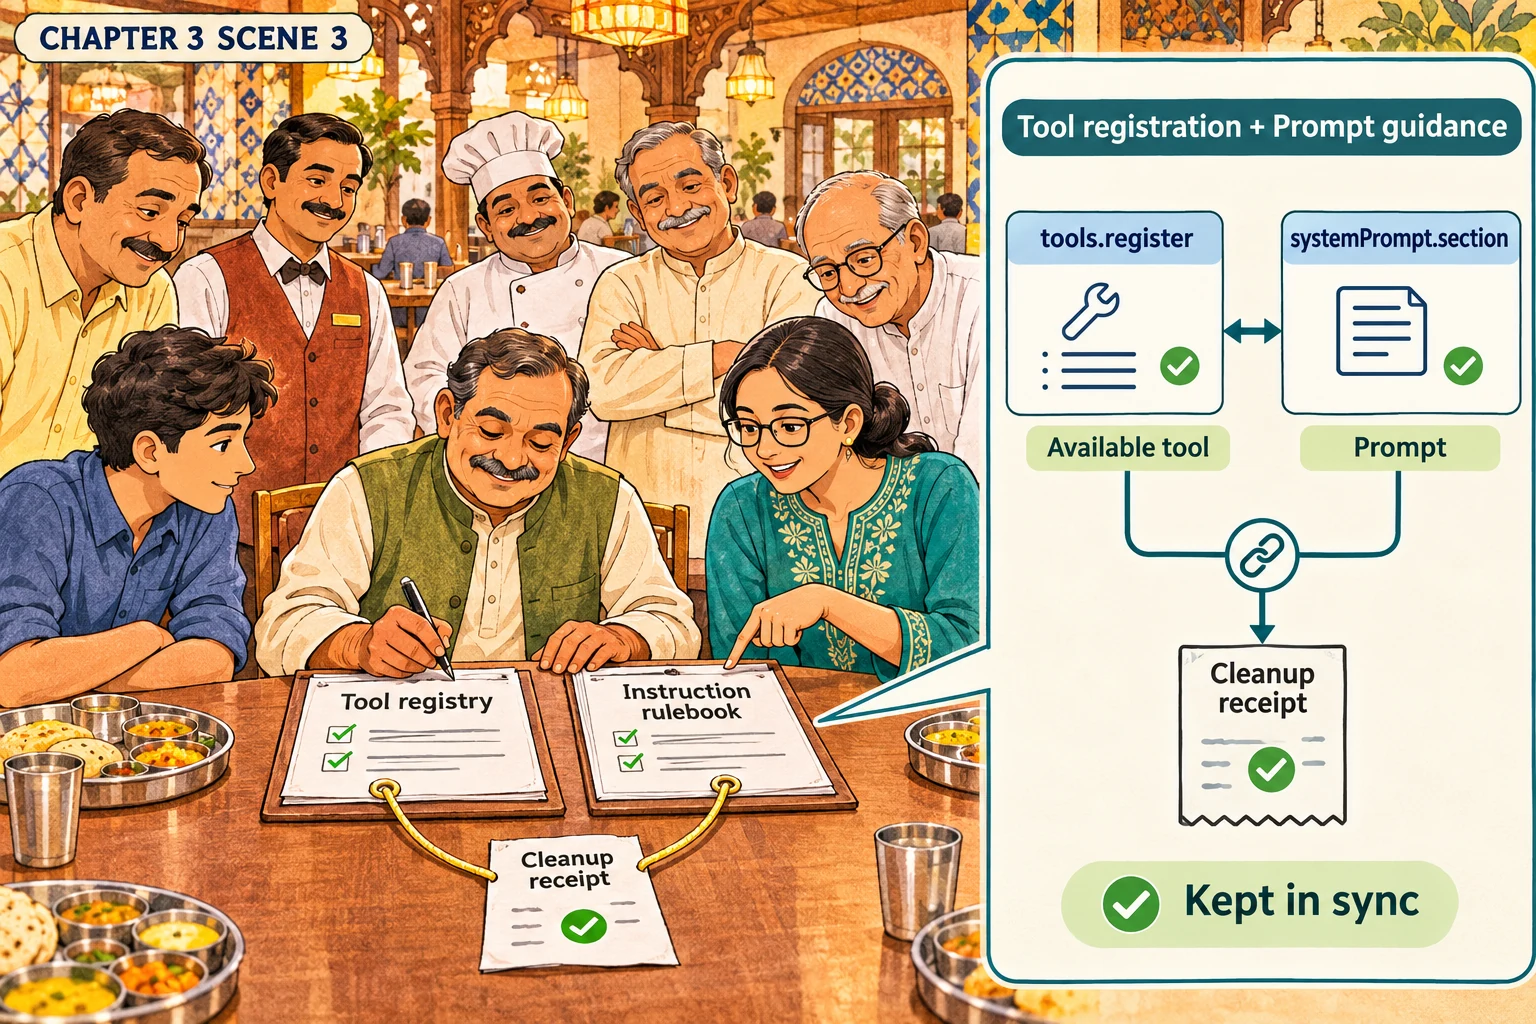 CHAPTER 3 SCENE 3
Tool registration + Prompt guidance
tools.register
systemPrompt.section
Available tool
Prompt
Cleanup
receipt
Kept in sync
Tool registry
Instruction
rulebook
Cleanup
receipt